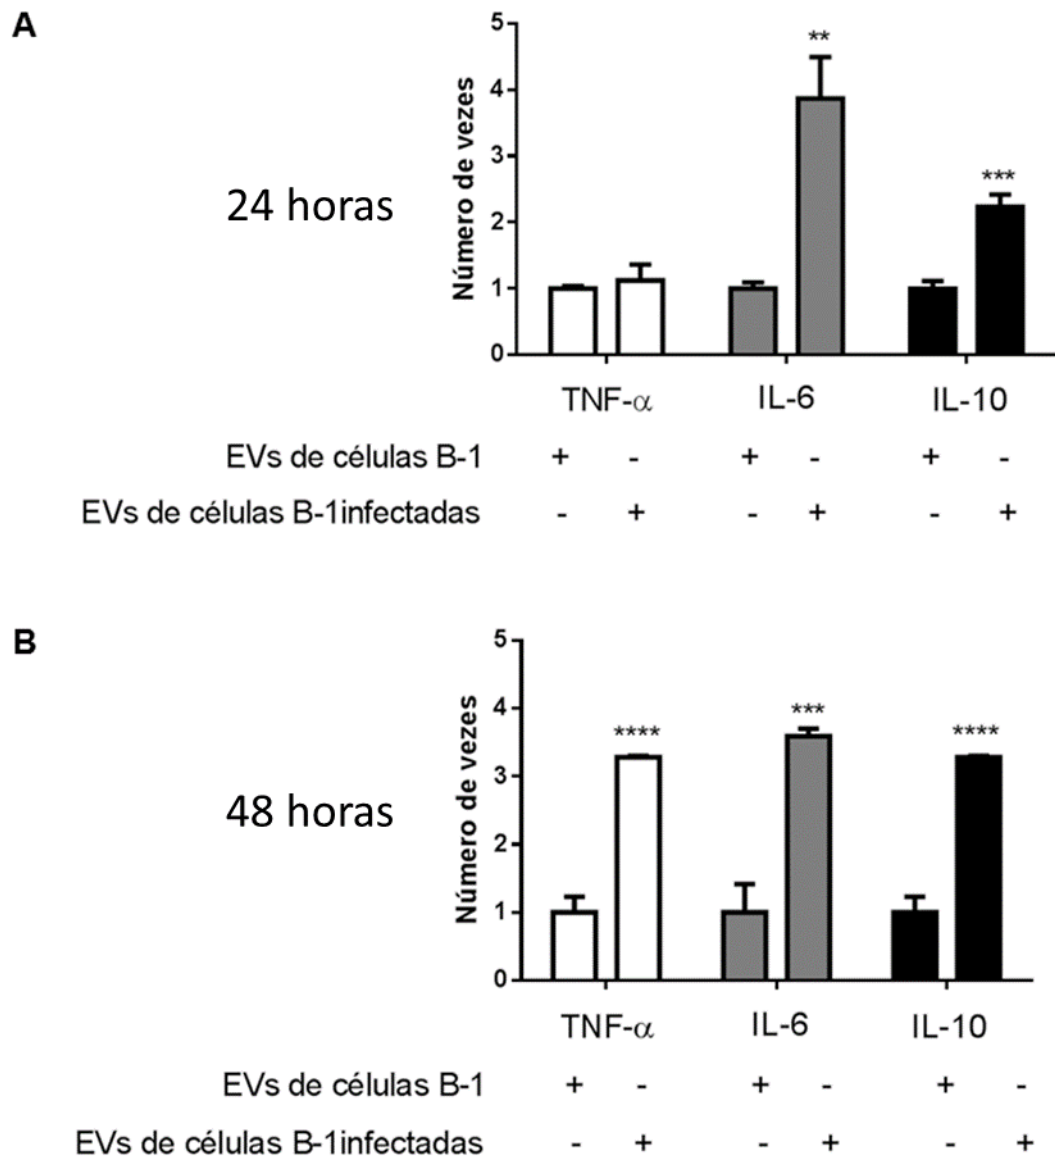 A
5
4
3
2
1
0
Número de vezes
**
***
24 horas
TNF-α IL-6 IL-10
EVs de células B-1 + - + - + -
EVs de células B-1infectadas - + - + - +
B
5
4
3
2
1
0
Número de vezes
****
***
****
48 horas
TNF-α IL-6 IL-10
EVs de células B-1 + - + - + -
EVs de células B-1infectadas - + - + - +